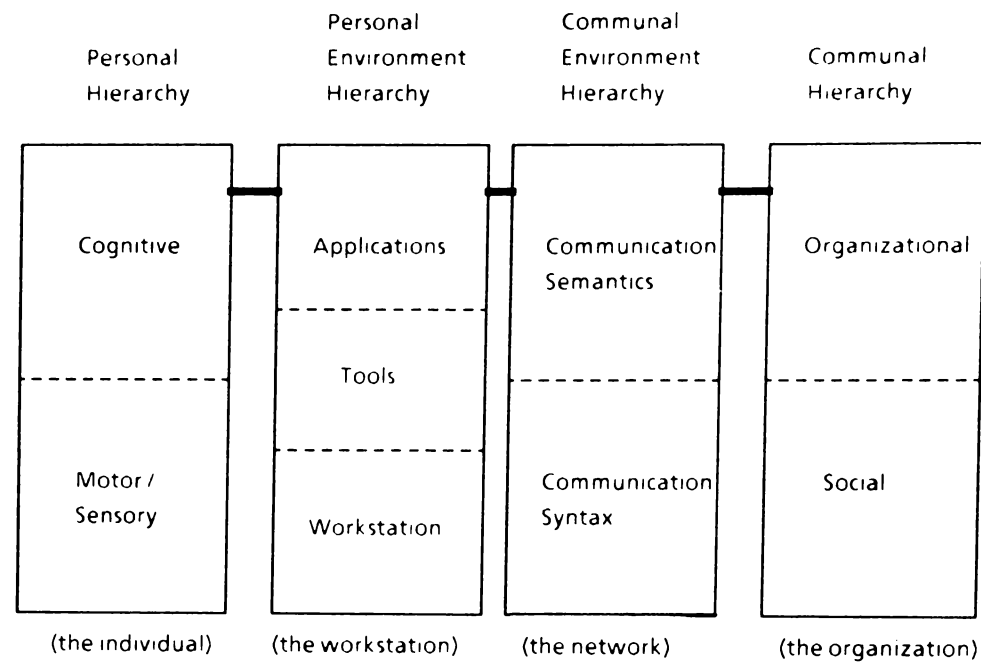 Personal
Hierarchy
Personal
Environment
Hierarchy
Communal
Environment
Hierarchy
Communal
Hierarchy
Cognitive
Motor /
Sensory
(the individual)
Applications
Tools
Workstation
(the workstation)
Communication
Semantics
Communication
Syntax
(the network)
Organizational
Social
(the organization)